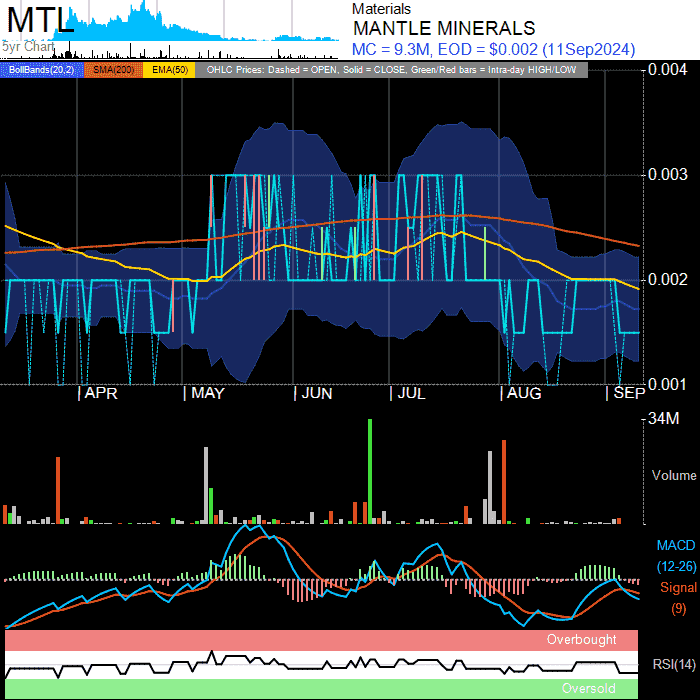 MTL
5yr Chart
Materials
MANTLE MINERALS
MC = 9.3M, EOD = $0.002 (11Sep2024)
BollBands(20,2) SMA(200) EMA(50) OHLC Prices: Dashed = OPEN, Solid = CLOSE, Green/Red bars = Intra-day HIGH/LOW
0.004
0.003
0.002
0.001
| APR | MAY | JUN | JUL | AUG | SEP
34M
Volume
MACD
(12-26)
Signal
(9)
Overbought
RSI(14)
Oversold